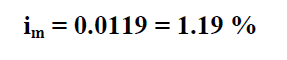 iₘ = 0.0119 = 1.19 %